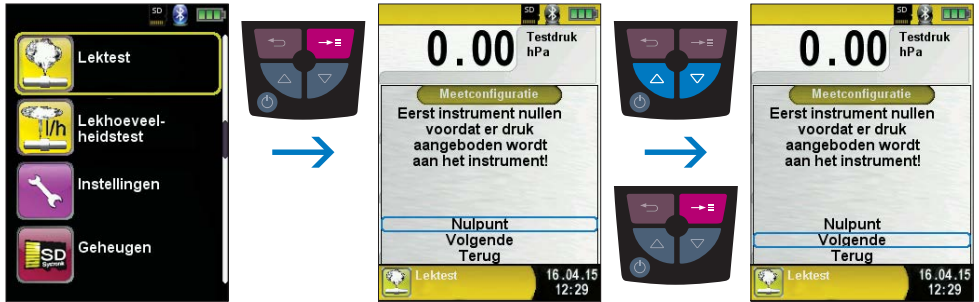 SD
Lektest
Lekhoeveel-
heidstest
l/h
Instellingen
Geheugen
SD
SD
0.00
Testdruk
hPa
Meetconfiguratie
Eerst instrument nullen
voordat er druk
aangeboden wordt
aan het instrument!
Nulpunt
Volgende
Terug
Lektest
16.04.15
12:29
SD
0.00
Testdruk
hPa
Meetconfiguratie
Eerst instrument nullen
voordat er druk
aangeboden wordt
aan het instrument!
Nulpunt
Volgende
Terug
Lektest
16.04.15
12:29